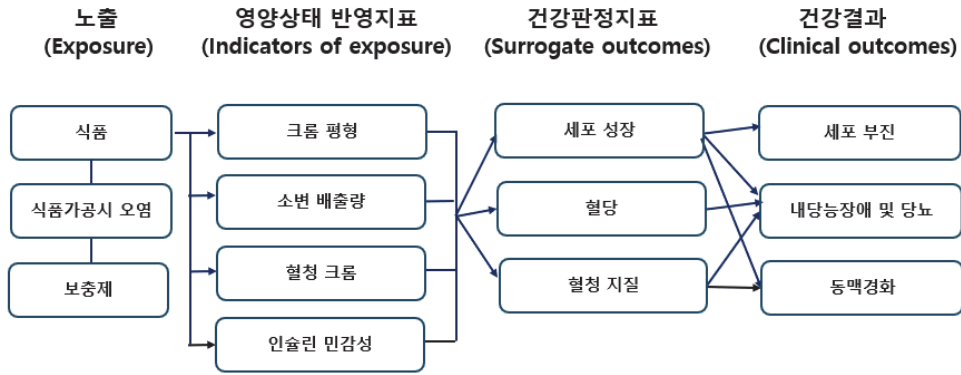 노출
(Exposure)
영양상태 반영지표
(Indicators of exposure)
건강판정지표
(Surrogate outcomes)
건강결과
(Clinical outcomes)
식품
식품가공시 오염
보충제
크롬 평형
소변 배출량
혈청 크롬
인슐린 민감성
세포 성장
혈당
혈청 지질
세포 부진
내당능장애 및 당뇨
동맥경화